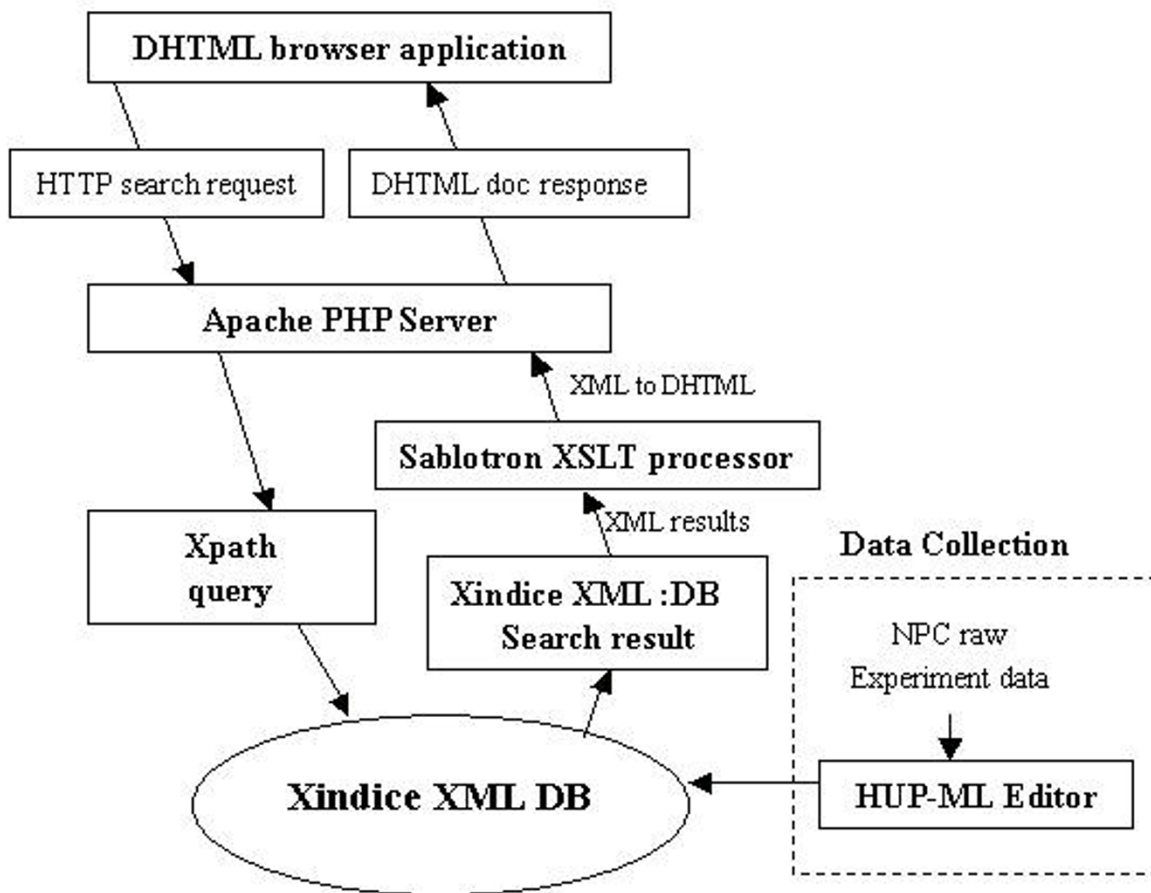 DHTML browser application
HTTP search request
DHTML doc response
Apache PHP Server
XML to DHTML
Sablotron XSLT processor
XML results
Xpath
query
Xindice XML :DB
Search result
Data Collection
NPC raw
Experiment data
HUP-ML Editor
Xindice XML DB